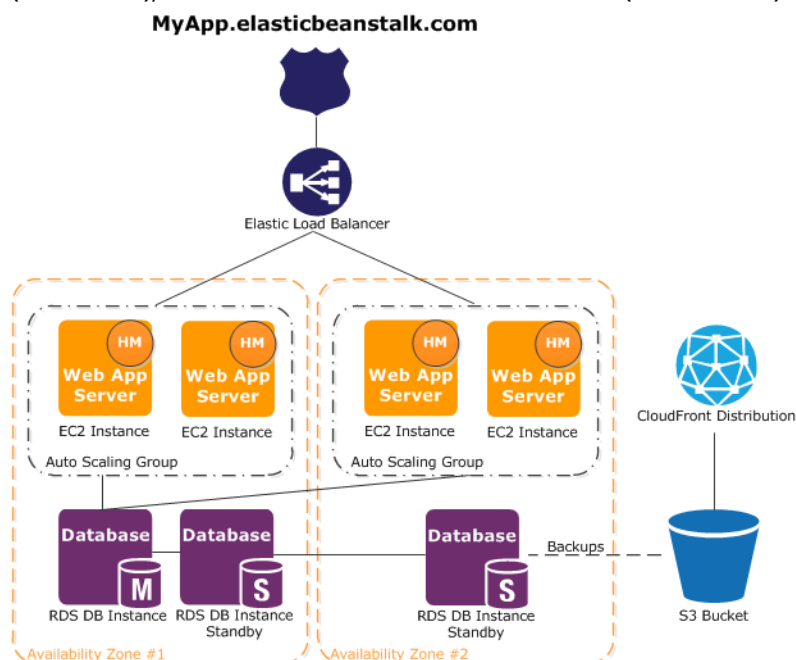 MyApp.elasticbeanstalk.com
Elastic Load Balancer
HM
Web App
Server
EC2 Instance
HM
Web App
Server
EC2 Instance
Auto Scaling Group
HM
Web App
Server
EC2 Instance
HM
Web App
Server
EC2 Instance
Auto Scaling Group
CloudFront Distribution
Database
M
RDS DB Instance
Database
S
RDS DB Instance
Standby
Database
S
RDS DB Instance
Standby
Backups
S3 Bucket
Availability Zone #1
Availability Zone #2